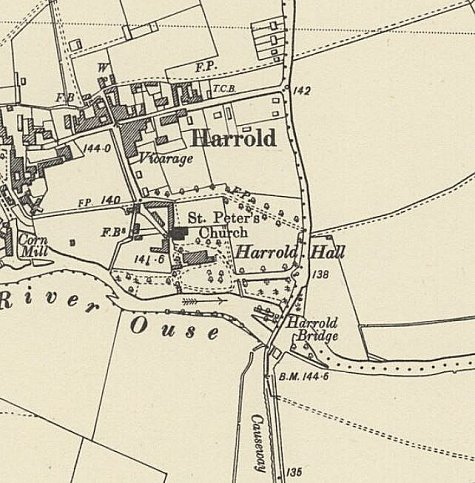 F.P.
W
T.C.B.
F.B
142
Harrold
144·0
Vicarage
F.P.
140
F.P.
St. Peter's
Church
F.Bs
Corn
Mill
Harrold Hall
141·6
138
River Ouse
Harrold
Bridge
B.M. 144·6
Causeway
135